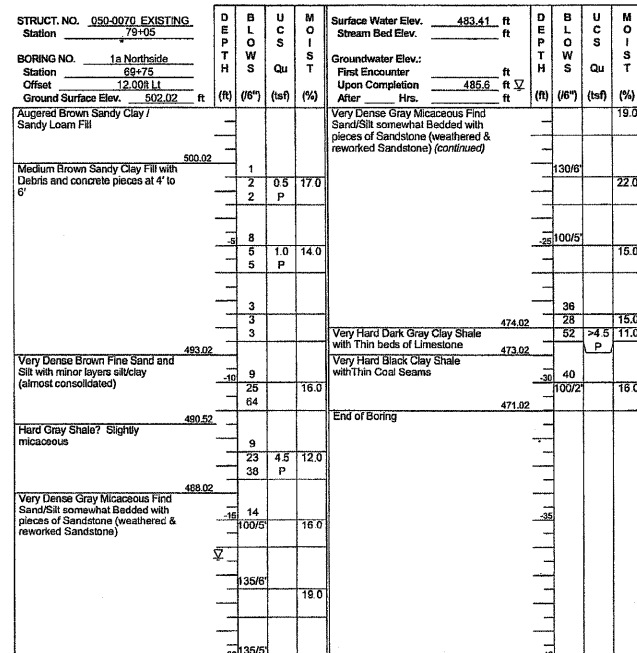 STRUCT. NO. 050-0070 EXISTING
Station 79+05
BORING NO. 1a Northside
Station 69+75
Offset 12.00ft Lt
Ground Surface Elev. 502.02 ft
DEPTH (ft)
BLOWS (/6")
UCS Qu (tsf)
MOIST (%)
Surface Water Elev. 483.41 ft
Stream Bed Elev. ft
Groundwater Elev.:
First Encounter ft
Upon Completion 485.6 ft
After Hrs. ft
DEPTH (ft)
BLOWS (/6")
UCS Qu (tsf)
MOIST (%)
Augered Brown Sandy Clay /
Sandy Loam Fill
500.02
Medium Brown Sandy Clay Fill with
Debris and concrete pieces at 4' to
6'
1
2 0.5 17.0
2 P
-5 8
5 1.0 14.0
5 P
3
3
3
493.02
Very Dense Brown Fine Sand and
Silt with minor layers silt/clay
(almost consolidated)
-10 9
25 16.0
64
490.52
Hard Gray Shale? Slightly
micaceous
9
23 4.5 12.0
38 P
488.02
Very Dense Gray Micaceous Find
Sand/Silt somewhat Bedded with
pieces of Sandstone (weathered &
reworked Sandstone)
-15 14
100/5" 16.0
135/6"
19.0
135/5"
Very Dense Gray Micaceous Find
Sand/Silt somewhat Bedded with
pieces of Sandstone (weathered &
reworked Sandstone) (continued)
19.0
130/6"
22.0
-25 100/5"
15.0
36
474.02 28 15.0
Very Hard Dark Gray Clay Shale
with Thin beds of Limestone
52 >4.5 11.0
473.02 P
Very Hard Black Clay Shale
withThin Coal Seams
-30 40
100/2" 16.0
471.02
End of Boring
-35